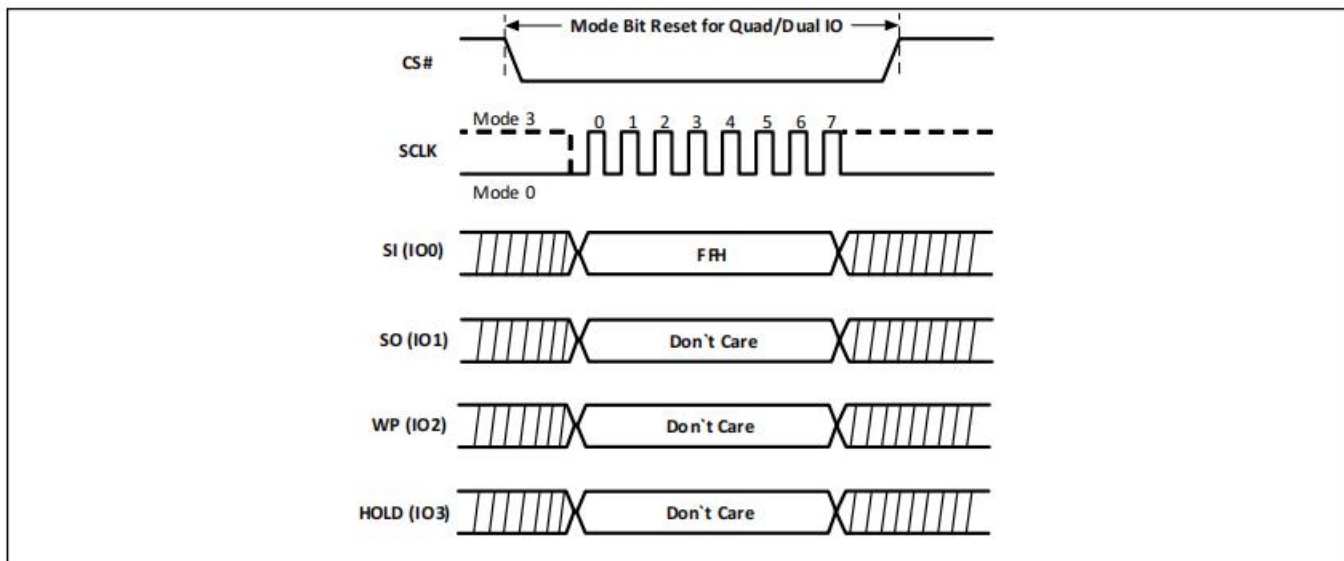 Mode Bit Reset for Quad/Dual IO
CS#
Mode 3
0 1 2 3 4 5 6 7
SCLK
Mode 0
SI (IO0)
FFH
SO (IO1)
Don`t Care
WP (IO2)
Don`t Care
HOLD (IO3)
Don`t Care